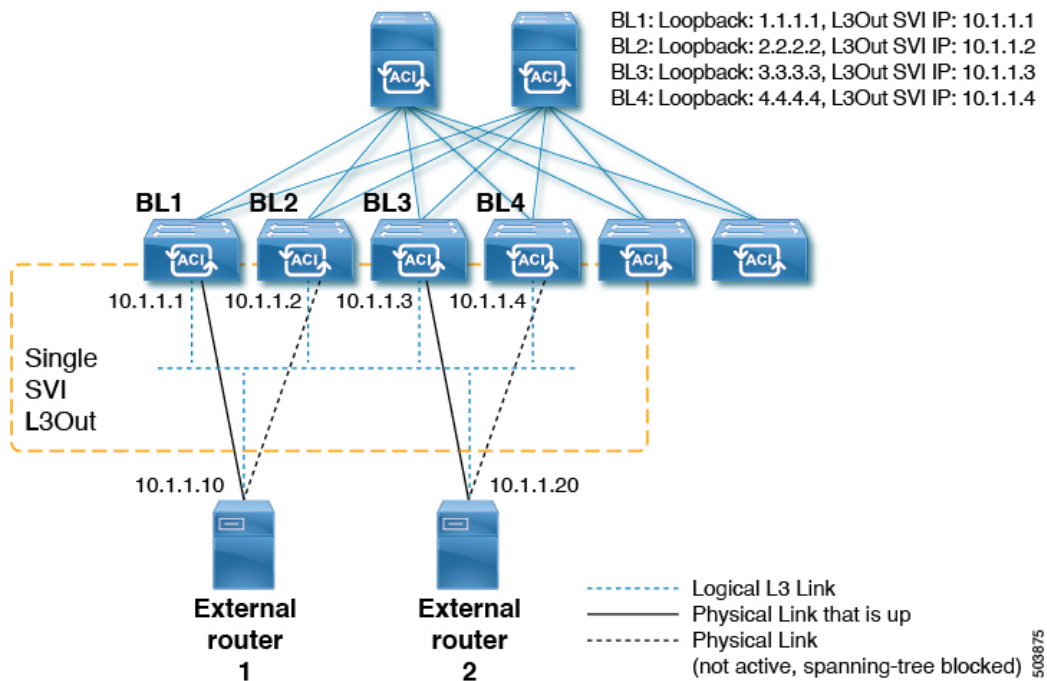 BL1: Loopback: 1.1.1.1, L3Out SVI IP: 10.1.1.1
BL2: Loopback: 2.2.2.2, L3Out SVI IP: 10.1.1.2
BL3: Loopback: 3.3.3.3, L3Out SVI IP: 10.1.1.3
BL4: Loopback: 4.4.4.4, L3Out SVI IP: 10.1.1.4
ACI ACI
BL1 BL2 BL3 BL4
ACI ACI ACI ACI ACI ACI
10.1.1.1 10.1.1.2 10.1.1.3 10.1.1.4
Single
SVI
L3Out
10.1.1.10 10.1.1.20
External
router
1
External
router
2
Logical L3 Link
Physical Link that is up
Physical Link
(not active, spanning-tree blocked)
503875